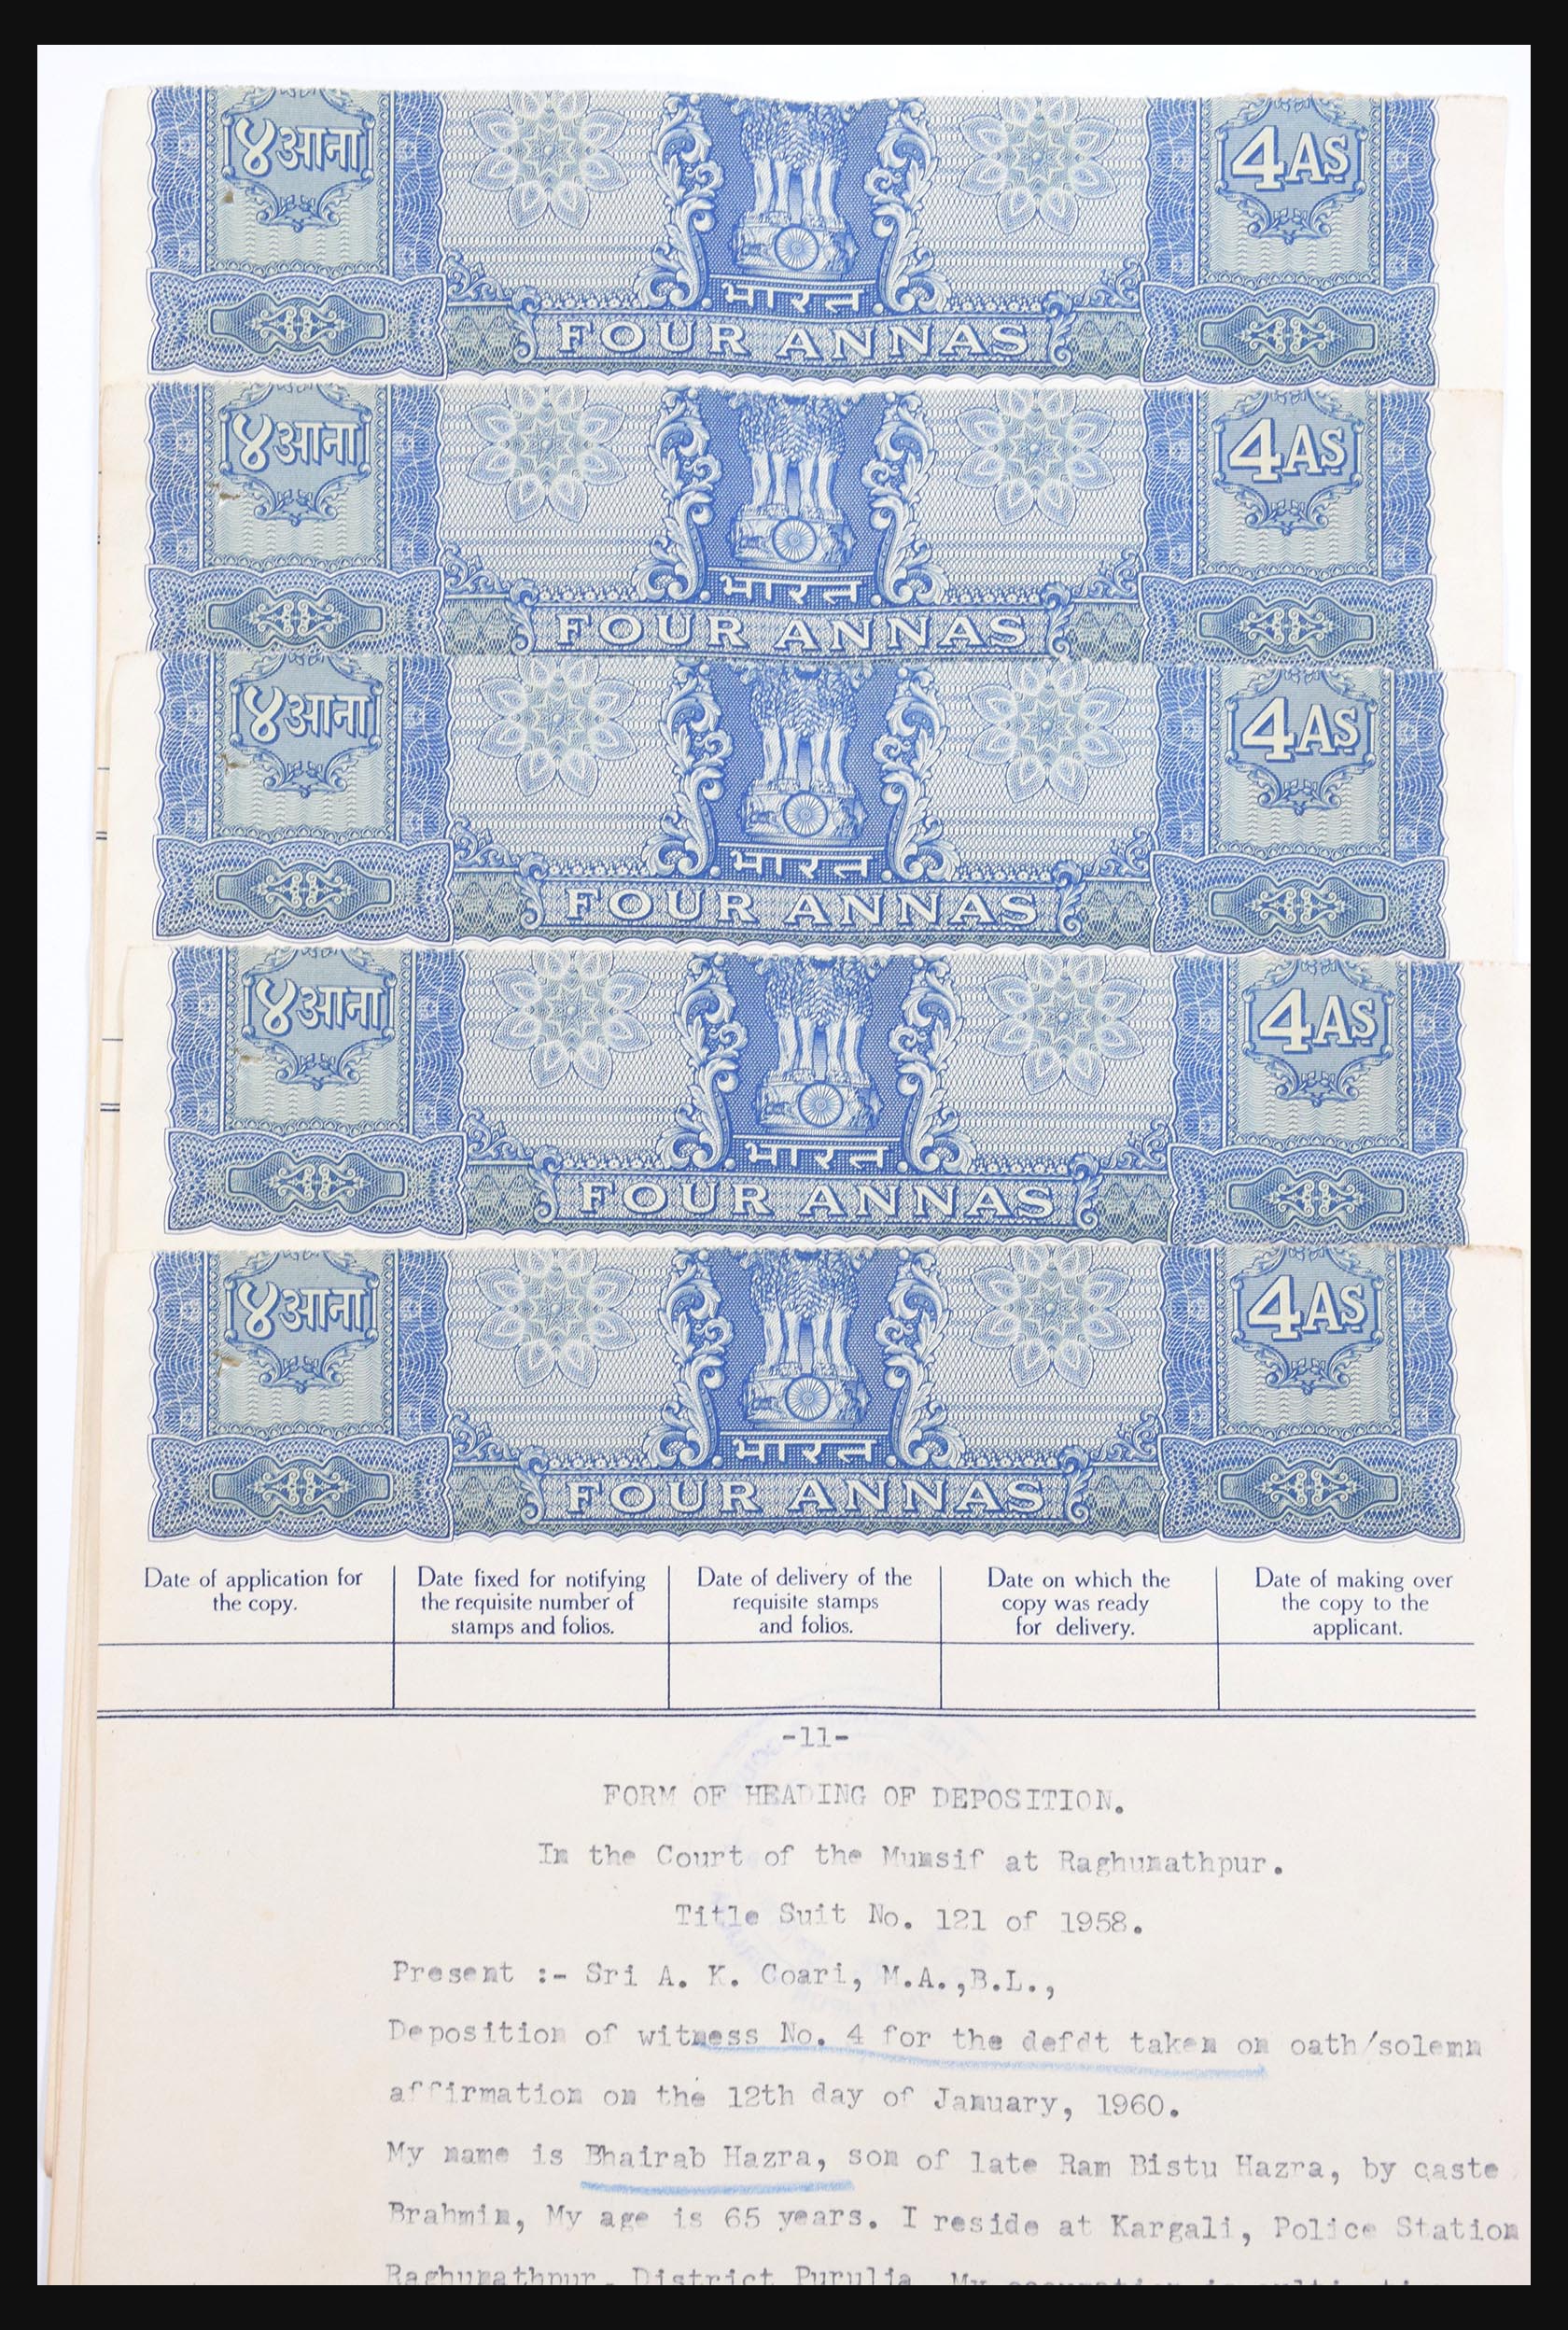 ४आना 4AS
भारत
FOUR ANNAS
४आना 4AS
भारत
FOUR ANNAS
४आना 4AS
भारत
FOUR ANNAS
४आना 4AS
भारत
FOUR ANNAS
४आना 4AS
भारत
FOUR ANNAS
Date of application for
the copy.
Date fixed for notifying
the requisite number of
stamps and folios.
Date of delivery of the
requisite stamps
and folios.
Date on which the
copy was ready
for delivery.
Date of making over
the copy to the
applicant.
-11-
FORM OF HEADING OF DEPOSITION.
In the Court of the Munsif at Raghunathpur.
Title Suit No. 121 of 1958.
Present :- Sri A. K. Coari, M.A.,B.L.,
Deposition of witness No. 4 for the defdt taken on oath/solemn
affirmation on the 12th day of January, 1960.
My name is Bhairab Hazra, son of late Ram Bistu Hazra, by caste
Brahmin, My age is 65 years. I reside at Kargali, Police Station
Raghunathpur, District Purulia. My